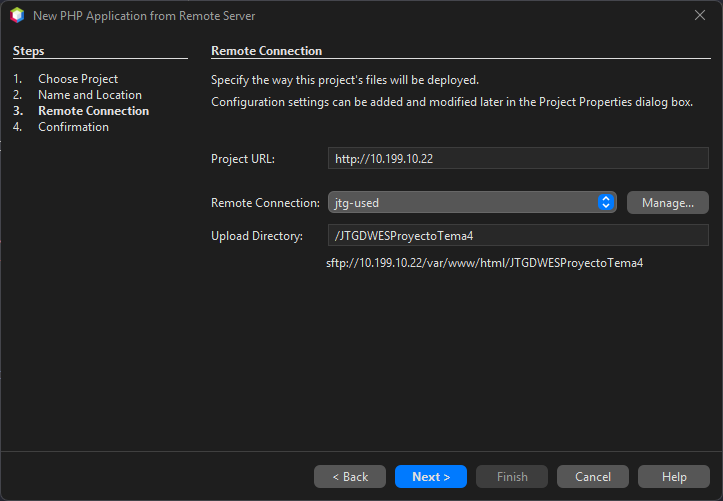 New PHP Application from Remote Server
Steps
1. Choose Project
2. Name and Location
3. Remote Connection
4. Confirmation
Remote Connection
Specify the way this project's files will be deployed.
Configuration settings can be added and modified later in the Project Properties dialog box.
Project URL: http://10.199.10.22
Remote Connection: jtg-used Manage...
Upload Directory: /JTGDWESProyectoTema4
sftp://10.199.10.22/var/www/html/JTGDWESProyectoTema4
< Back Next > Finish Cancel Help